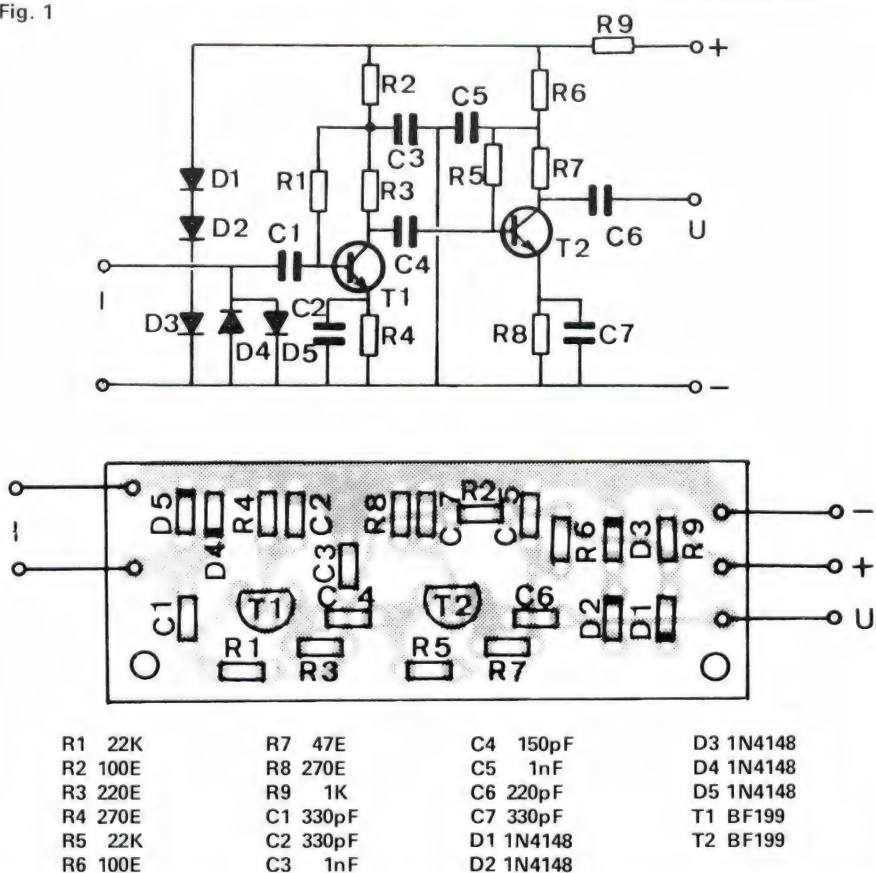 Fig. 1
R9
+
R2
C5
R6
C3
D1
R1
R3
R5
R7
D2
C1
C4
C6
U
T2
I
T1
D3
D4
D5
C2
R4
R8
C7
-
D5
R4
C2
R8
C7
R2
C5
-
I
D4
C3
R6
D3
R9
+
C1
T1
C4
T2
C6
D2
D1
U
R1
R3
R5
R7
R1 22K R7 47E C4 150pF D3 1N4148
R2 100E R8 270E C5 1nF D4 1N4148
R3 220E R9 1K C6 220pF D5 1N4148
R4 270E C1 330pF C7 330pF T1 BF199
R5 22K C2 330pF D1 1N4148 T2 BF199
R6 100E C3 1nF D2 1N4148